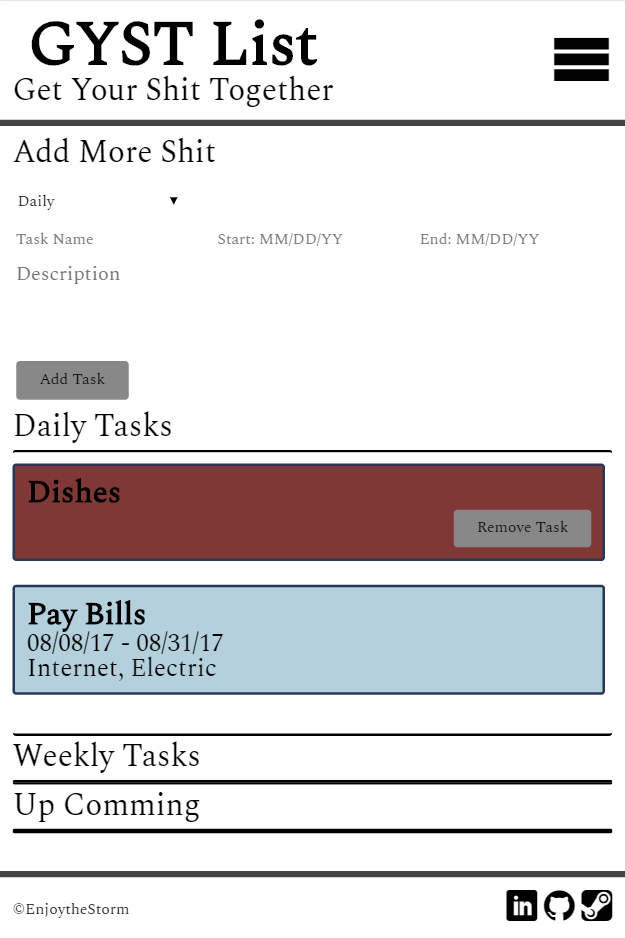 GYST List
Get Your Shit Together
Add More Shit
Daily
Task Name Start: MM/DD/YY End: MM/DD/YY
Description
Add Task
Daily Tasks
Dishes
Remove Task
Pay Bills
08/08/17 - 08/31/17
Internet, Electric
Weekly Tasks
Up Comming
©EnjoytheStorm
in